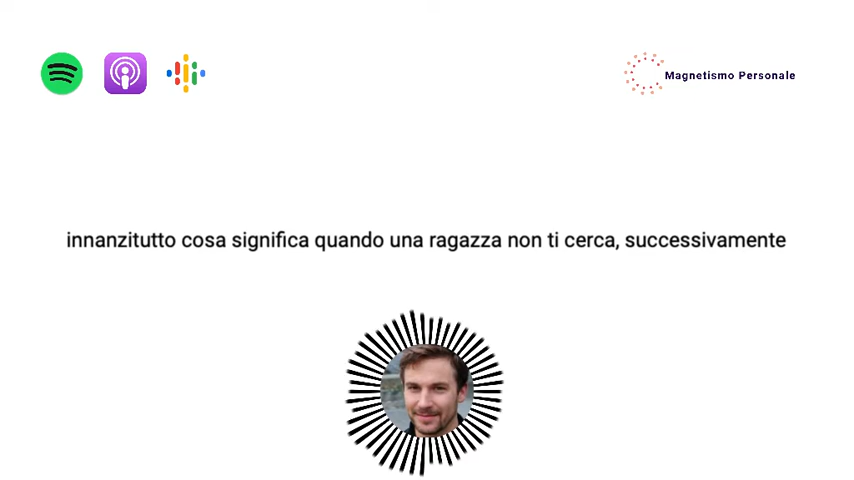 Magnetismo Personale
innanzitutto cosa significa quando una ragazza non ti cerca, successivamente